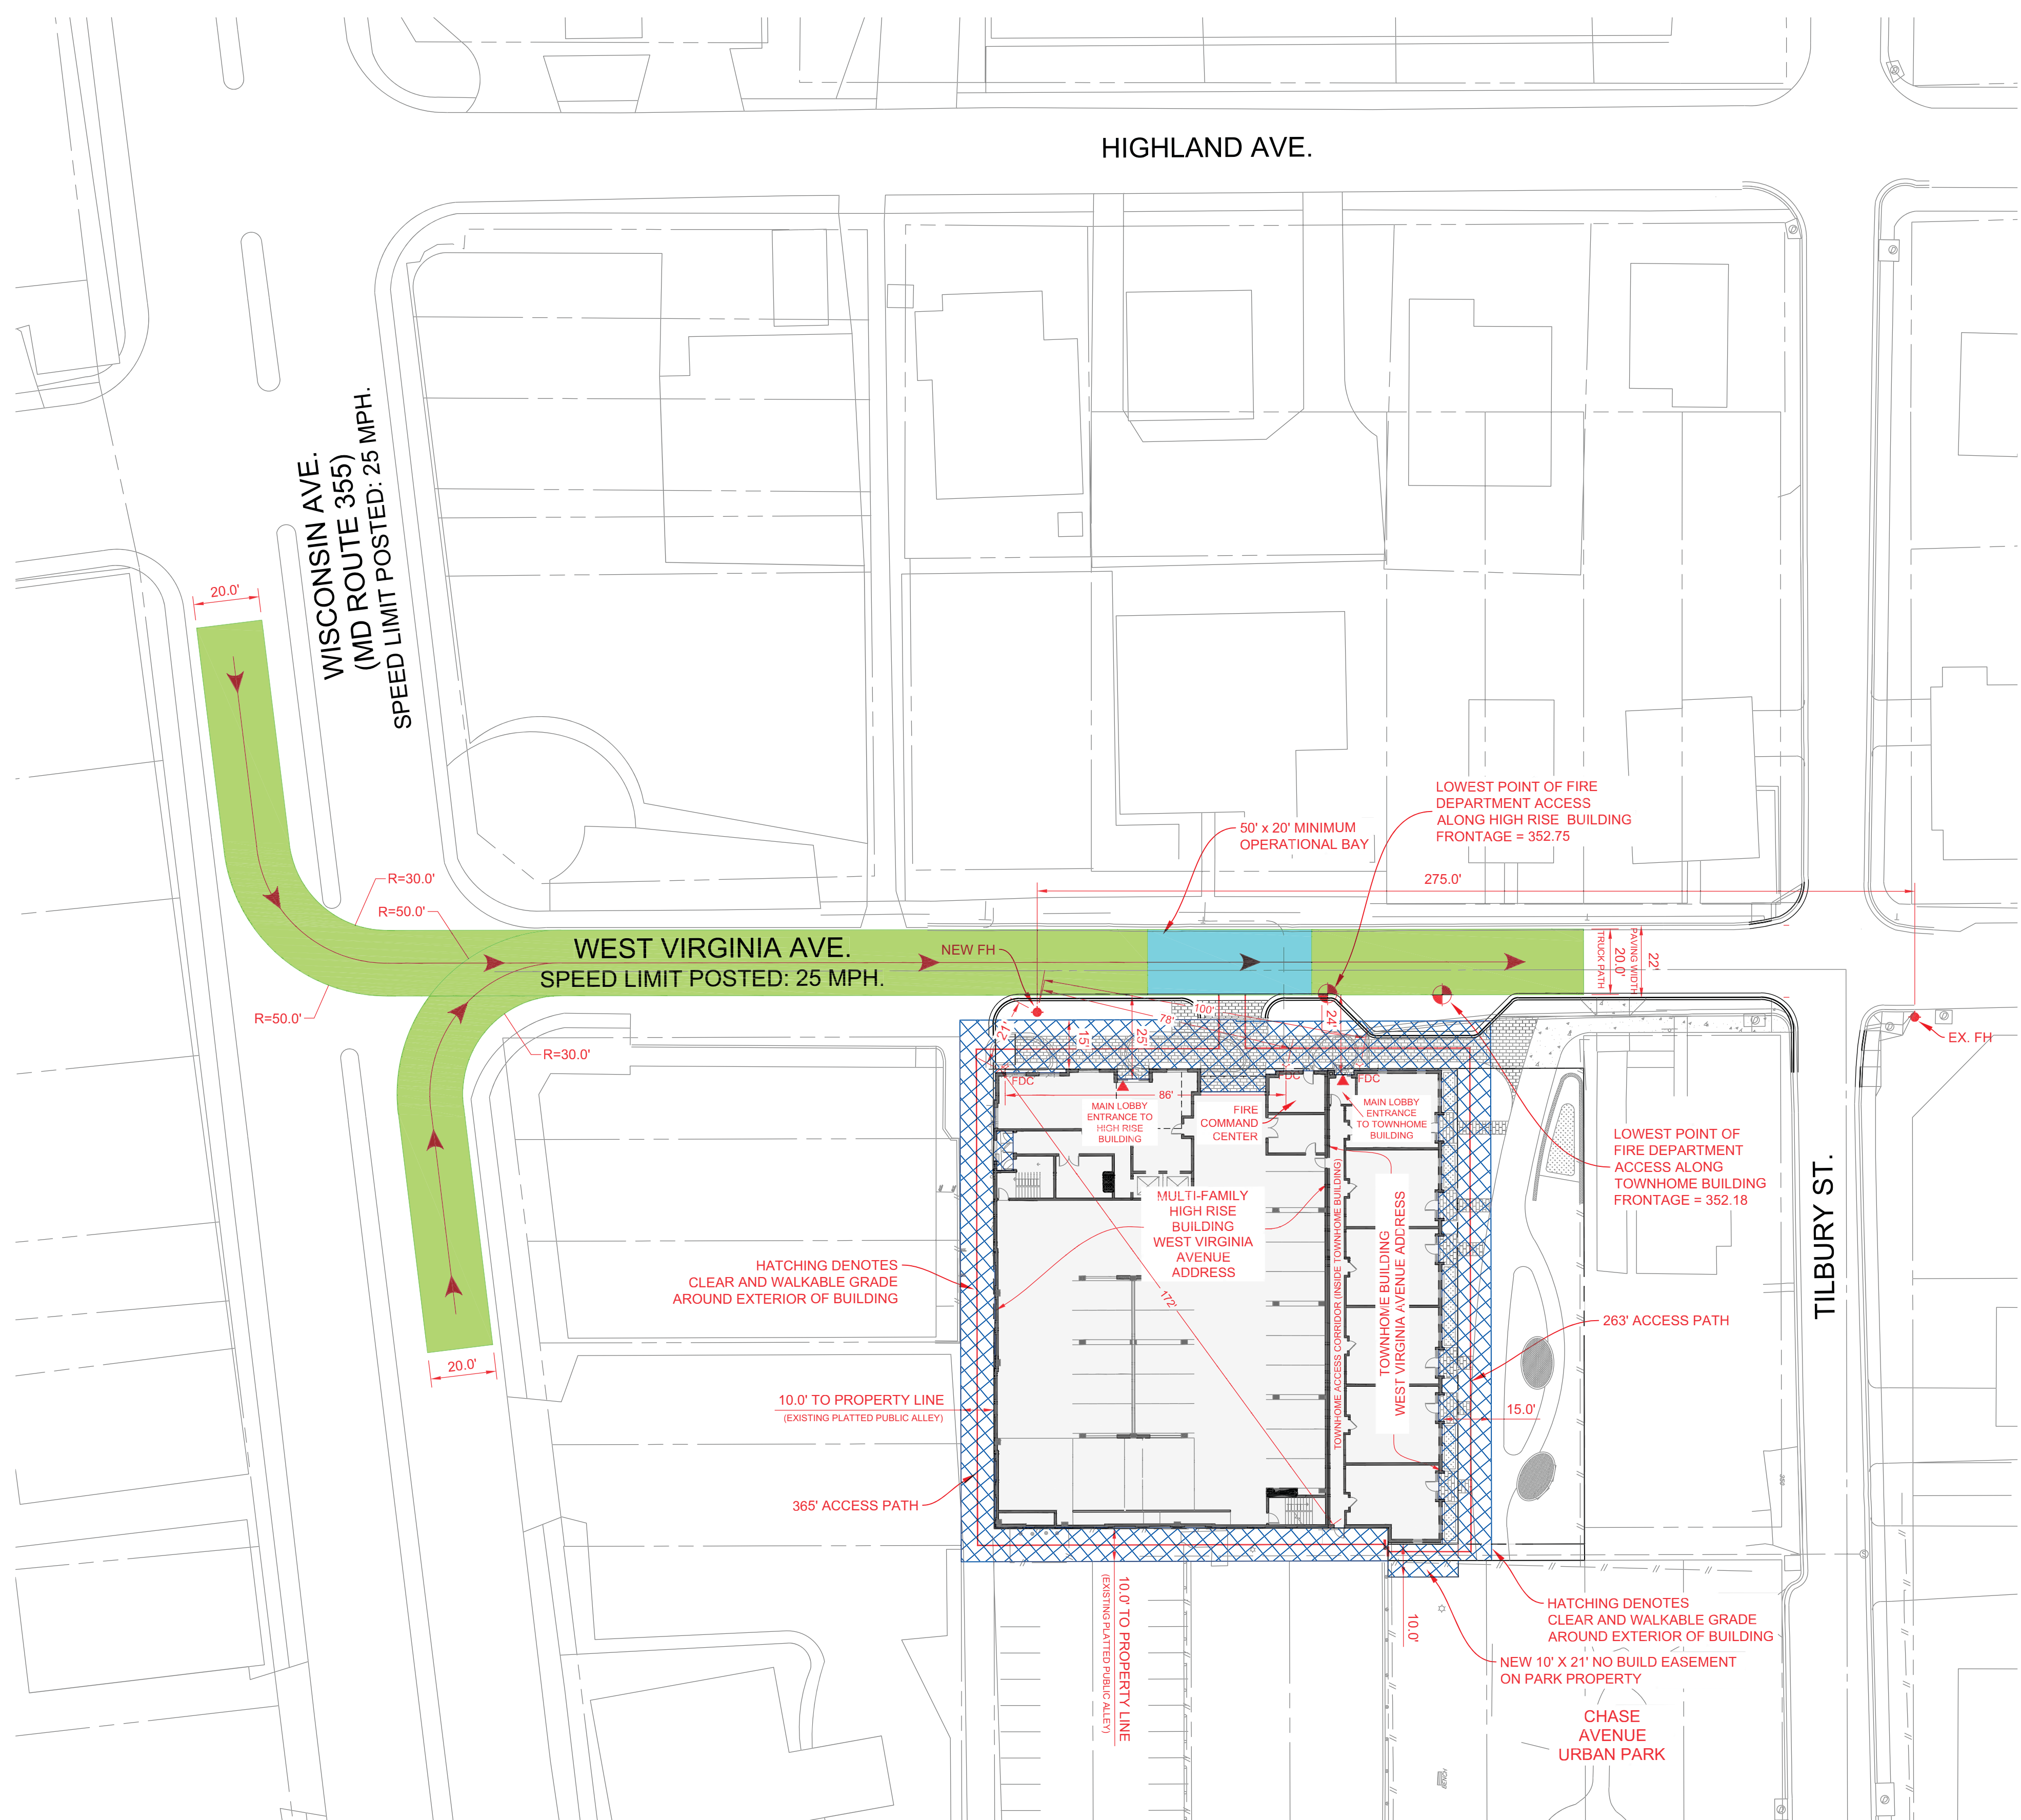 HIGHLAND AVE.
WISCONSIN AVE.
(MD ROUTE 355)
SPEED LIMIT POSTED: 25 MPH.
20.0'
LOWEST POINT OF FIRE
DEPARTMENT ACCESS
ALONG HIGH RISE BUILDING
FRONTAGE = 352.75
50' x 20' MINIMUM
OPERATIONAL BAY
275.0'
R=30.0'
R=50.0'
WEST VIRGINIA AVE.
SPEED LIMIT POSTED: 25 MPH.
NEW FH
TRUCK PATH
20.0'
PAVING WIDTH
22'
R=50.0'
R=30.0'
EX. FH
21'
15'
25'
78'
100'
24'
FDC
FDC
FDC
86'
MAIN LOBBY
ENTRANCE TO
HIGH RISE
BUILDING
FIRE
COMMAND
CENTER
MAIN LOBBY
ENTRANCE
TO TOWNHOME
BUILDING
LOWEST POINT OF
FIRE DEPARTMENT
ACCESS ALONG
TOWNHOME BUILDING
FRONTAGE = 352.18
TILBURY ST.
MULTI-FAMILY
HIGH RISE
BUILDING
WEST VIRGINIA
AVENUE
ADDRESS
172'
TOWNHOME ACCESS CORRIDOR (INSIDE TOWNHOME BUILDING)
TOWNHOME BUILDING
WEST VIRGINIA AVENUE ADDRESS
HATCHING DENOTES
CLEAR AND WALKABLE GRADE
AROUND EXTERIOR OF BUILDING
263' ACCESS PATH
20.0'
10.0' TO PROPERTY LINE
(EXISTING PLATTED PUBLIC ALLEY)
15.0'
365' ACCESS PATH
10.0' TO PROPERTY LINE
(EXISTING PLATTED PUBLIC ALLEY)
10.0'
HATCHING DENOTES
CLEAR AND WALKABLE GRADE
AROUND EXTERIOR OF BUILDING
NEW 10' X 21' NO BUILD EASEMENT
ON PARK PROPERTY
CHASE
AVENUE
URBAN PARK
BENCH